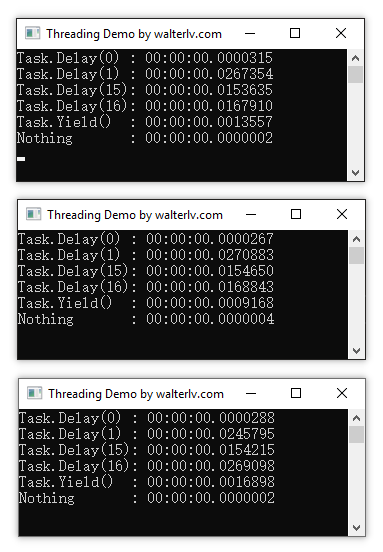 Threading Demo by walterlv.com
Task.Delay(0) : 00:00:00.0000315
Task.Delay(1) : 00:00:00.0267354
Task.Delay(15): 00:00:00.0153635
Task.Delay(16): 00:00:00.0167910
Task.Yield()  : 00:00:00.0013557
Nothing       : 00:00:00.0000002
Threading Demo by walterlv.com
Task.Delay(0) : 00:00:00.0000267
Task.Delay(1) : 00:00:00.0270883
Task.Delay(15): 00:00:00.0154650
Task.Delay(16): 00:00:00.0168843
Task.Yield()  : 00:00:00.0009168
Nothing       : 00:00:00.0000004
Threading Demo by walterlv.com
Task.Delay(0) : 00:00:00.0000288
Task.Delay(1) : 00:00:00.0245795
Task.Delay(15): 00:00:00.0154215
Task.Delay(16): 00:00:00.0269098
Task.Yield()  : 00:00:00.0016898
Nothing       : 00:00:00.0000002